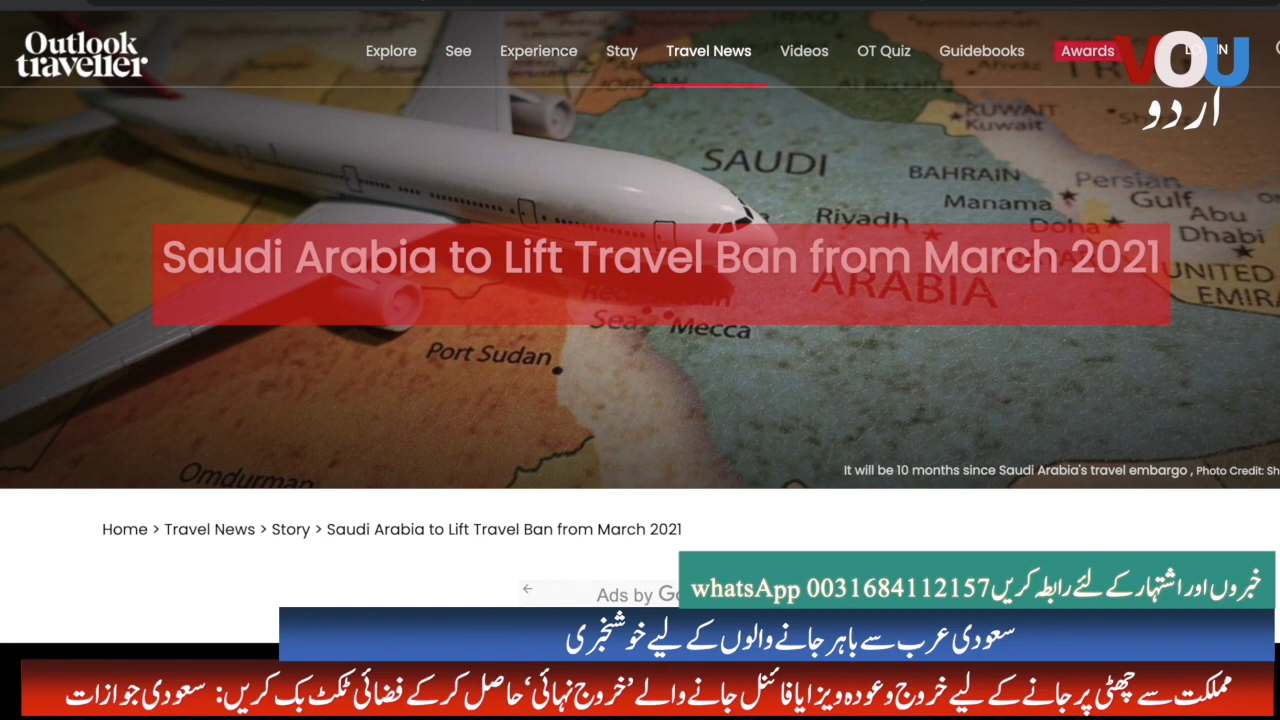 Outlook
traveller
Explore See Experience Stay Travel News Videos OT Quiz Guidebooks Awards
VOU
اردو
KUWAIT
Kuwait
SAUDI
BAHRAIN
Persian
Manama
Gulf
Riyadh
Doha
Abu
Dhabi
Saudi Arabia to Lift Travel Ban from March 2021
ARABIA
UNITED
Sea
Mecca
Port Sudan
Omdurman
It will be 10 months since Saudi Arabia's travel embargo , Photo Credit: Sh
Home > Travel News > Story > Saudi Arabia to Lift Travel Ban from March 2021
Ads by
خبروں اور اشتہار کے لئے رابطہ کریں whatsApp 0031684112157
سعودی عرب سے باہر جانے والوں کے لیے خوشخبری
مملکت سے چھٹی پر جانے کے لیے خروج وعودہ ویزا یا فائنل جانے والے ’خروج نہائی‘ حاصل کر کے فضائی ٹکٹ بک کریں: سعودی جوازات